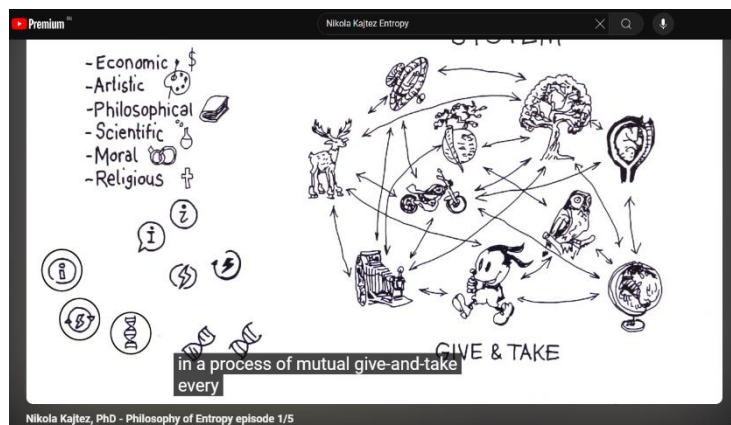 Premium
Nikola Kajtez Entropy
SYSTEM
-Economic $
-Artistic
-Philosophical
-Scientific
-Moral
-Religious
i
i
i
GIVE & TAKE
in a process of mutual give-and-take
every
Nikola Kajtez, PhD - Philosophy of Entropy episode 1/5